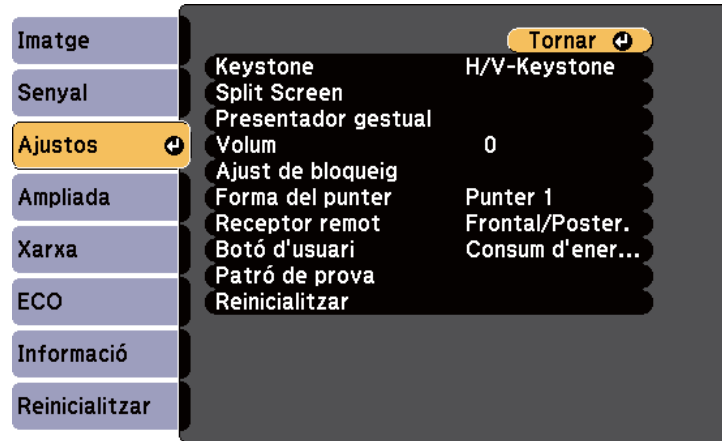 Imatge
Senyal
Ajustos
Ampliada
Xarxa
ECO
Informació
Reinicialitzar
Tornar
Keystone H/V-Keystone
Split Screen
Presentador gestual
Volum 0
Ajust de bloqueig
Forma del punter Punter 1
Receptor remot Frontal/Poster.
Botó d'usuari Consum d'ener...
Patró de prova
Reinicialitzar